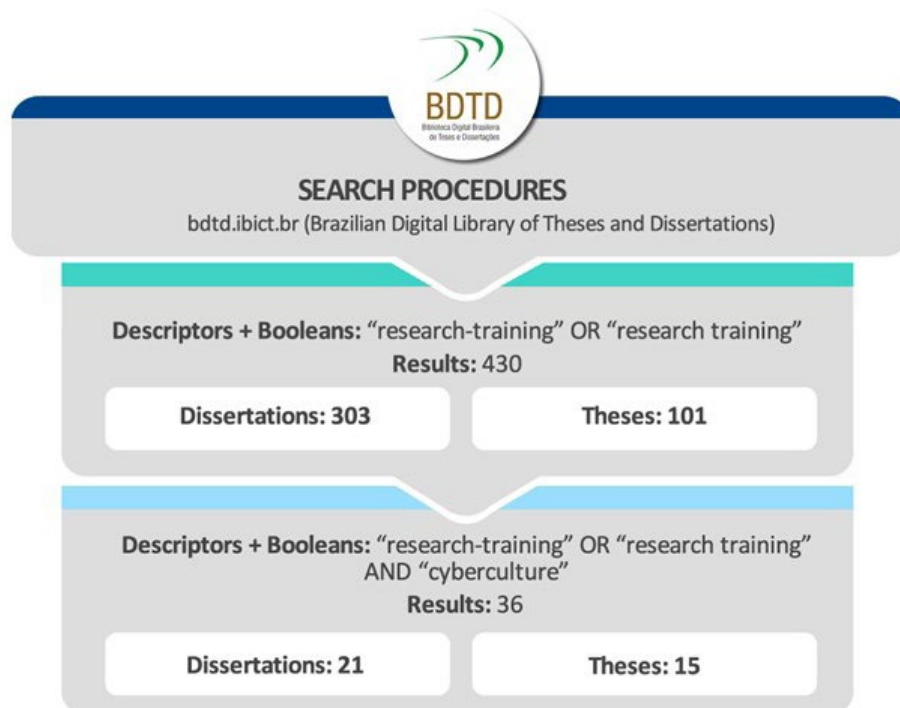 BDTD
Biblioteca Digital Brasileira
de Teses e Dissertações
SEARCH PROCEDURES
bdtd.ibict.br (Brazilian Digital Library of Theses and Dissertations)
Descriptors + Booleans: “research-training” OR “research training”
Results: 430
Dissertations: 303
Theses: 101
Descriptors + Booleans: “research-training” OR “research training”
AND “cyberculture”
Results: 36
Dissertations: 21
Theses: 15